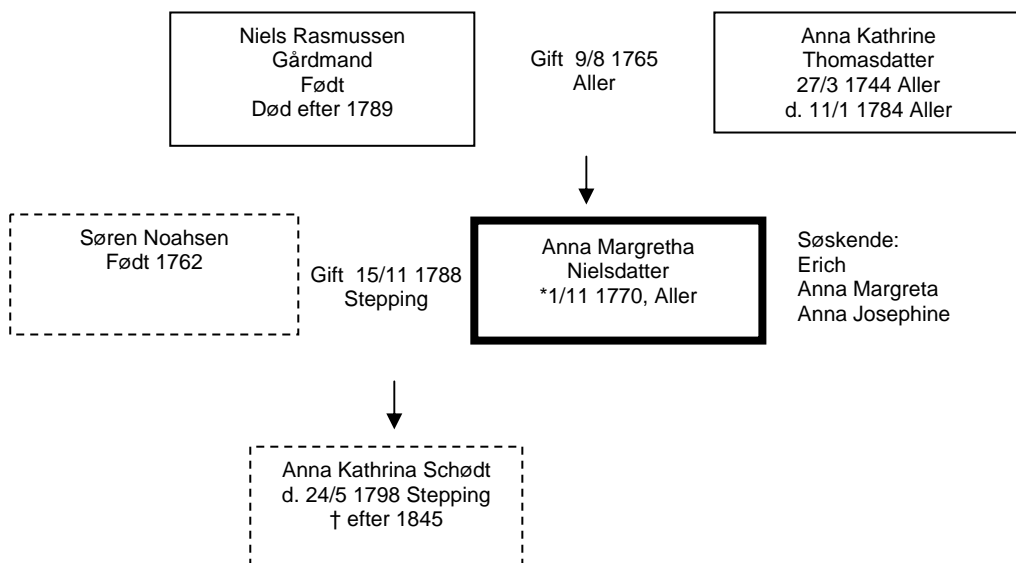 Niels Rasmussen
Gårdmand
Født
Død efter 1789
Gift 9/8 1765
Aller
Anna Kathrine
Thomasdatter
27/3 1744 Aller
d. 11/1 1784 Aller
Søren Noahsen
Født 1762
Gift 15/11 1788
Stepping
Anna Margretha
Nielsdatter
*1/11 1770, Aller
Søskende:
Erich
Anna Margreta
Anna Josephine
Anna Kathrina Schødt
d. 24/5 1798 Stepping
† efter 1845